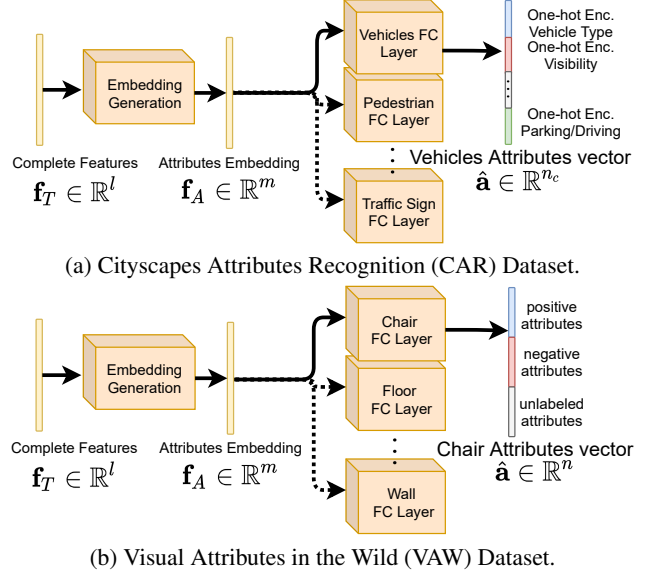 Embedding
Generation
Vehicles FC
Layer
Pedestrian
FC Layer
Traffic Sign
FC Layer
One-hot Enc.
Vehicle Type
One-hot Enc.
Visibility
One-hot Enc.
Parking/Driving
Complete Features
f_T ∈ ℝ^l
Attributes Embedding
f_A ∈ ℝ^m
Vehicles Attributes vector
â ∈ ℝ^{n_c}
(a) Cityscapes Attributes Recognition (CAR) Dataset.
Embedding
Generation
Chair
FC Layer
Floor
FC Layer
Wall
FC Layer
positive
attributes
negative
attributes
unlabeled
attributes
Complete Features
f_T ∈ ℝ^l
Attributes Embedding
f_A ∈ ℝ^m
Chair Attributes vector
â ∈ ℝ^n
(b) Visual Attributes in the Wild (VAW) Dataset.